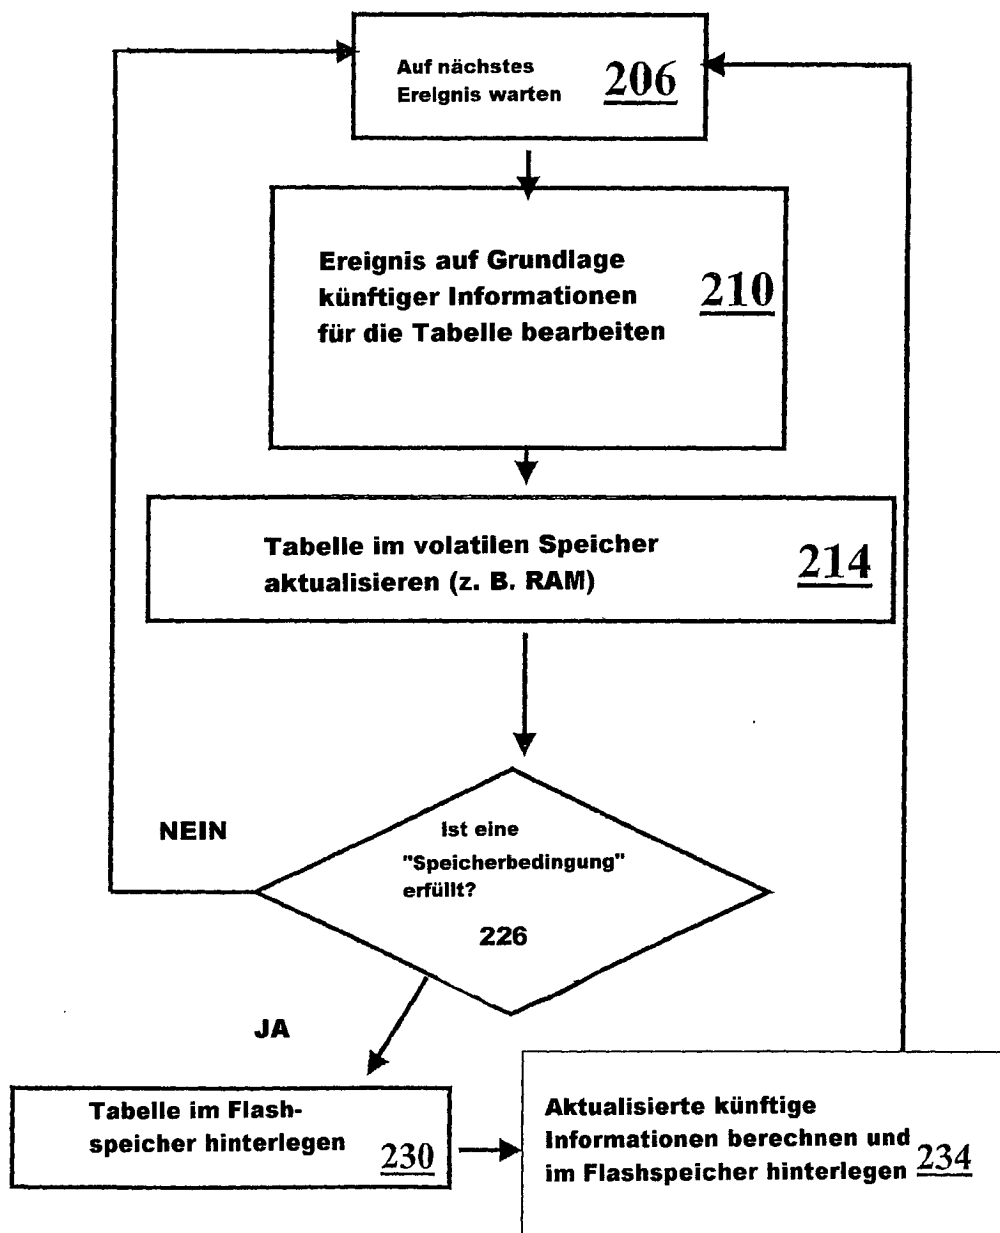 Auf nächstes
Ereignis warten
206
Ereignis auf Grundlage
künftiger Informationen
für die Tabelle bearbeiten
210
Tabelle im volatilen Speicher
aktualisieren (z. B. RAM)
214
NEIN
Ist eine
"Speicherbedingung"
erfüllt?
226
JA
Tabelle im Flash-
speicher hinterlegen
230
Aktualisierte künftige
Informationen berechnen und
im Flashspeicher hinterlegen
234